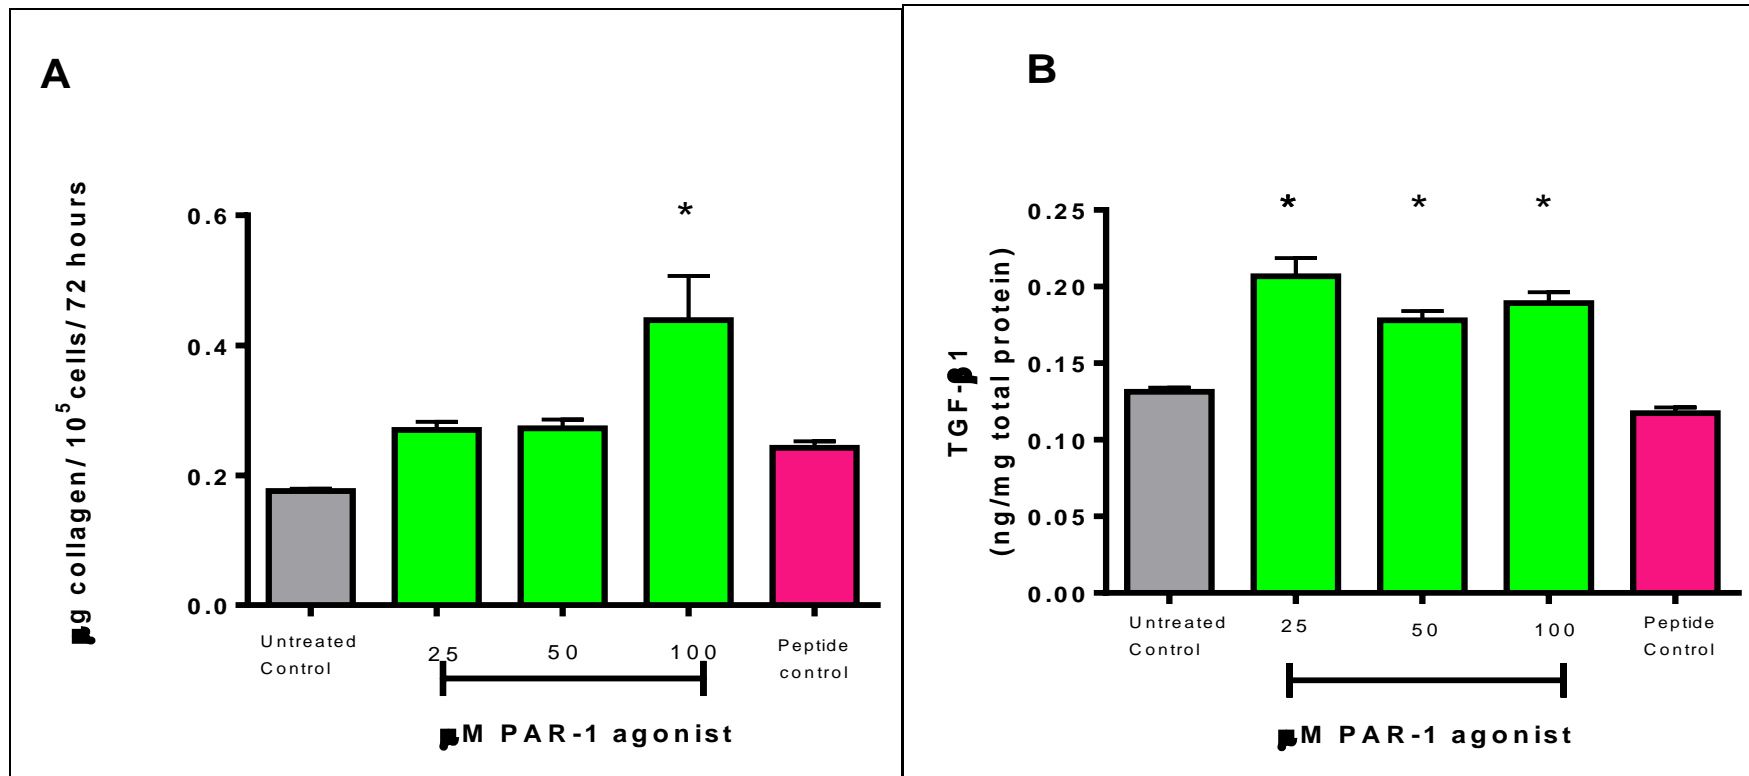 A
μg collagen/ 10⁵ cells/ 72 hours
0.6
*
0.4
0.2
0.0
Untreated
Control
25
50
100
Peptide
control
μM PAR-1 agonist
B
TGF-β1
(ng/mg total protein)
0.25
* * *
0.20
0.15
0.10
0.05
0.00
Untreated
Control
25
50
100
Peptide
Control
μM PAR-1 agonist